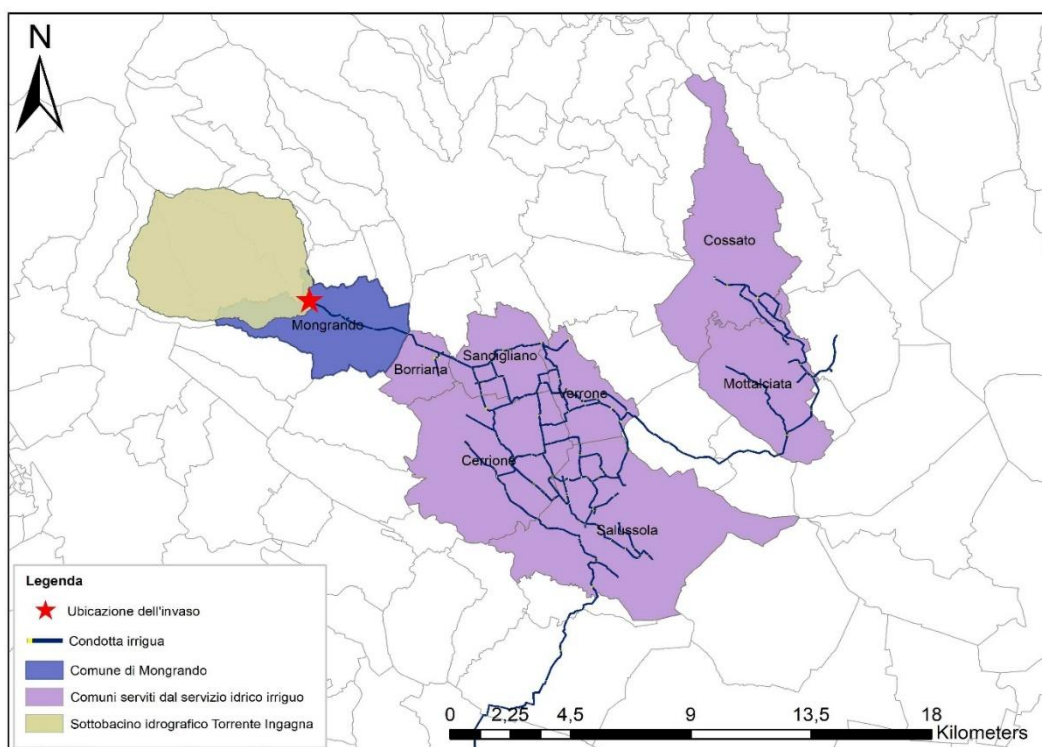 N
Cossato
Mongrando
Sandigliano
Borriana
Verrone
Mottalciata
Cerrione
Salussola
Legenda
Ubicazione dell'invaso
Condotta irrigua
Comune di Mongrando
Comuni serviti dal servizio idrico irriguo
Sottobacino idrografico Torrente Ingagna
0 2,25 4,5 9 13,5 18
Kilometers